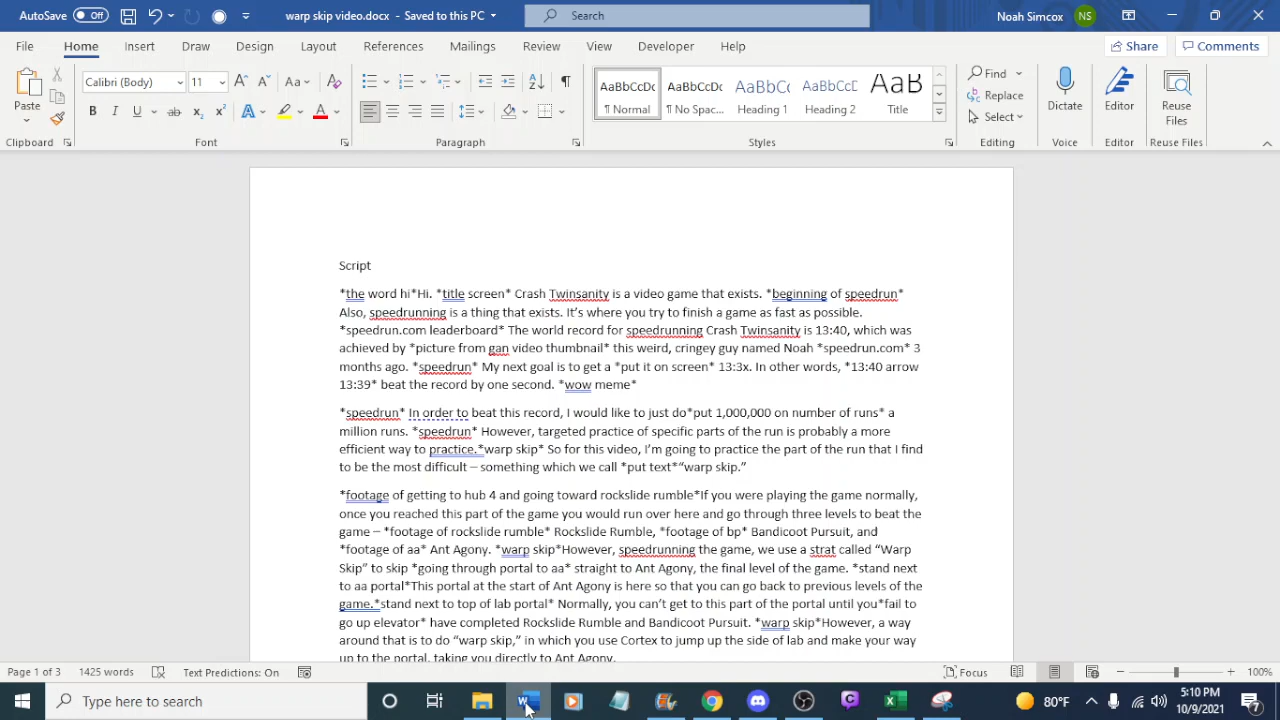 AutoSave Off warp skip video.docx - Saved to this PC Search Noah Simcox NS
File Home Insert Draw Design Layout References Mailings Review View Developer Help Share Comments
Calibri (Body) 11 Aa AaBbCcDc AaBbCcDc AaBbCc AaBbCcD AaB Find
Paste B I U ab x₂ x² A A ¶ Normal ¶ No Spac... Heading 1 Heading 2 Title Replace Dictate Editor Reuse Files
Select
Clipboard Font Paragraph Styles Editing Voice Editor Reuse Files
Script
*the word hi*Hi. *title screen* Crash Twinsanity is a video game that exists. *beginning of speedrun*
Also, speedrunning is a thing that exists. It’s where you try to finish a game as fast as possible.
*speedrun.com leaderboard* The world record for speedrunning Crash Twinsanity is 13:40, which was
achieved by *picture from gan video thumbnail* this weird, cringey guy named Noah *speedrun.com* 3
months ago. *speedrun* My next goal is to get a *put it on screen* 13:3x. In other words, *13:40 arrow
13:39* beat the record by one second. *wow meme*
*speedrun* In order to beat this record, I would like to just do*put 1,000,000 on number of runs* a
million runs. *speedrun* However, targeted practice of specific parts of the run is probably a more
efficient way to practice.*warp skip* So for this video, I’m going to practice the part of the run that I find
to be the most difficult – something which we call *put text*“warp skip.”
*footage of getting to hub 4 and going toward rockslide rumble*If you were playing the game normally,
once you reached this part of the game you would run over here and go through three levels to beat the
game – *footage of rockslide rumble* Rockslide Rumble, *footage of bp* Bandicoot Pursuit, and
*footage of aa* Ant Agony. *warp skip*However, speedrunning the game, we use a strat called “Warp
Skip” to skip *going through portal to aa* straight to Ant Agony, the final level of the game. *stand next
to aa portal*This portal at the start of Ant Agony is here so that you can go back to previous levels of the
game.*stand next to top of lab portal* Normally, you can’t get to this part of the portal until you*fail to
go up elevator* have completed Rockslide Rumble and Bandicoot Pursuit. *warp skip*However, a way
around that is to do “warp skip,” in which you use Cortex to jump up the side of lab and make your way
up to the portal, taking you directly to Ant Agony.
Page 1 of 3 1425 words Text Predictions: On Focus 100%
Type here to search 80°F 5:10 PM
10/9/2021 7